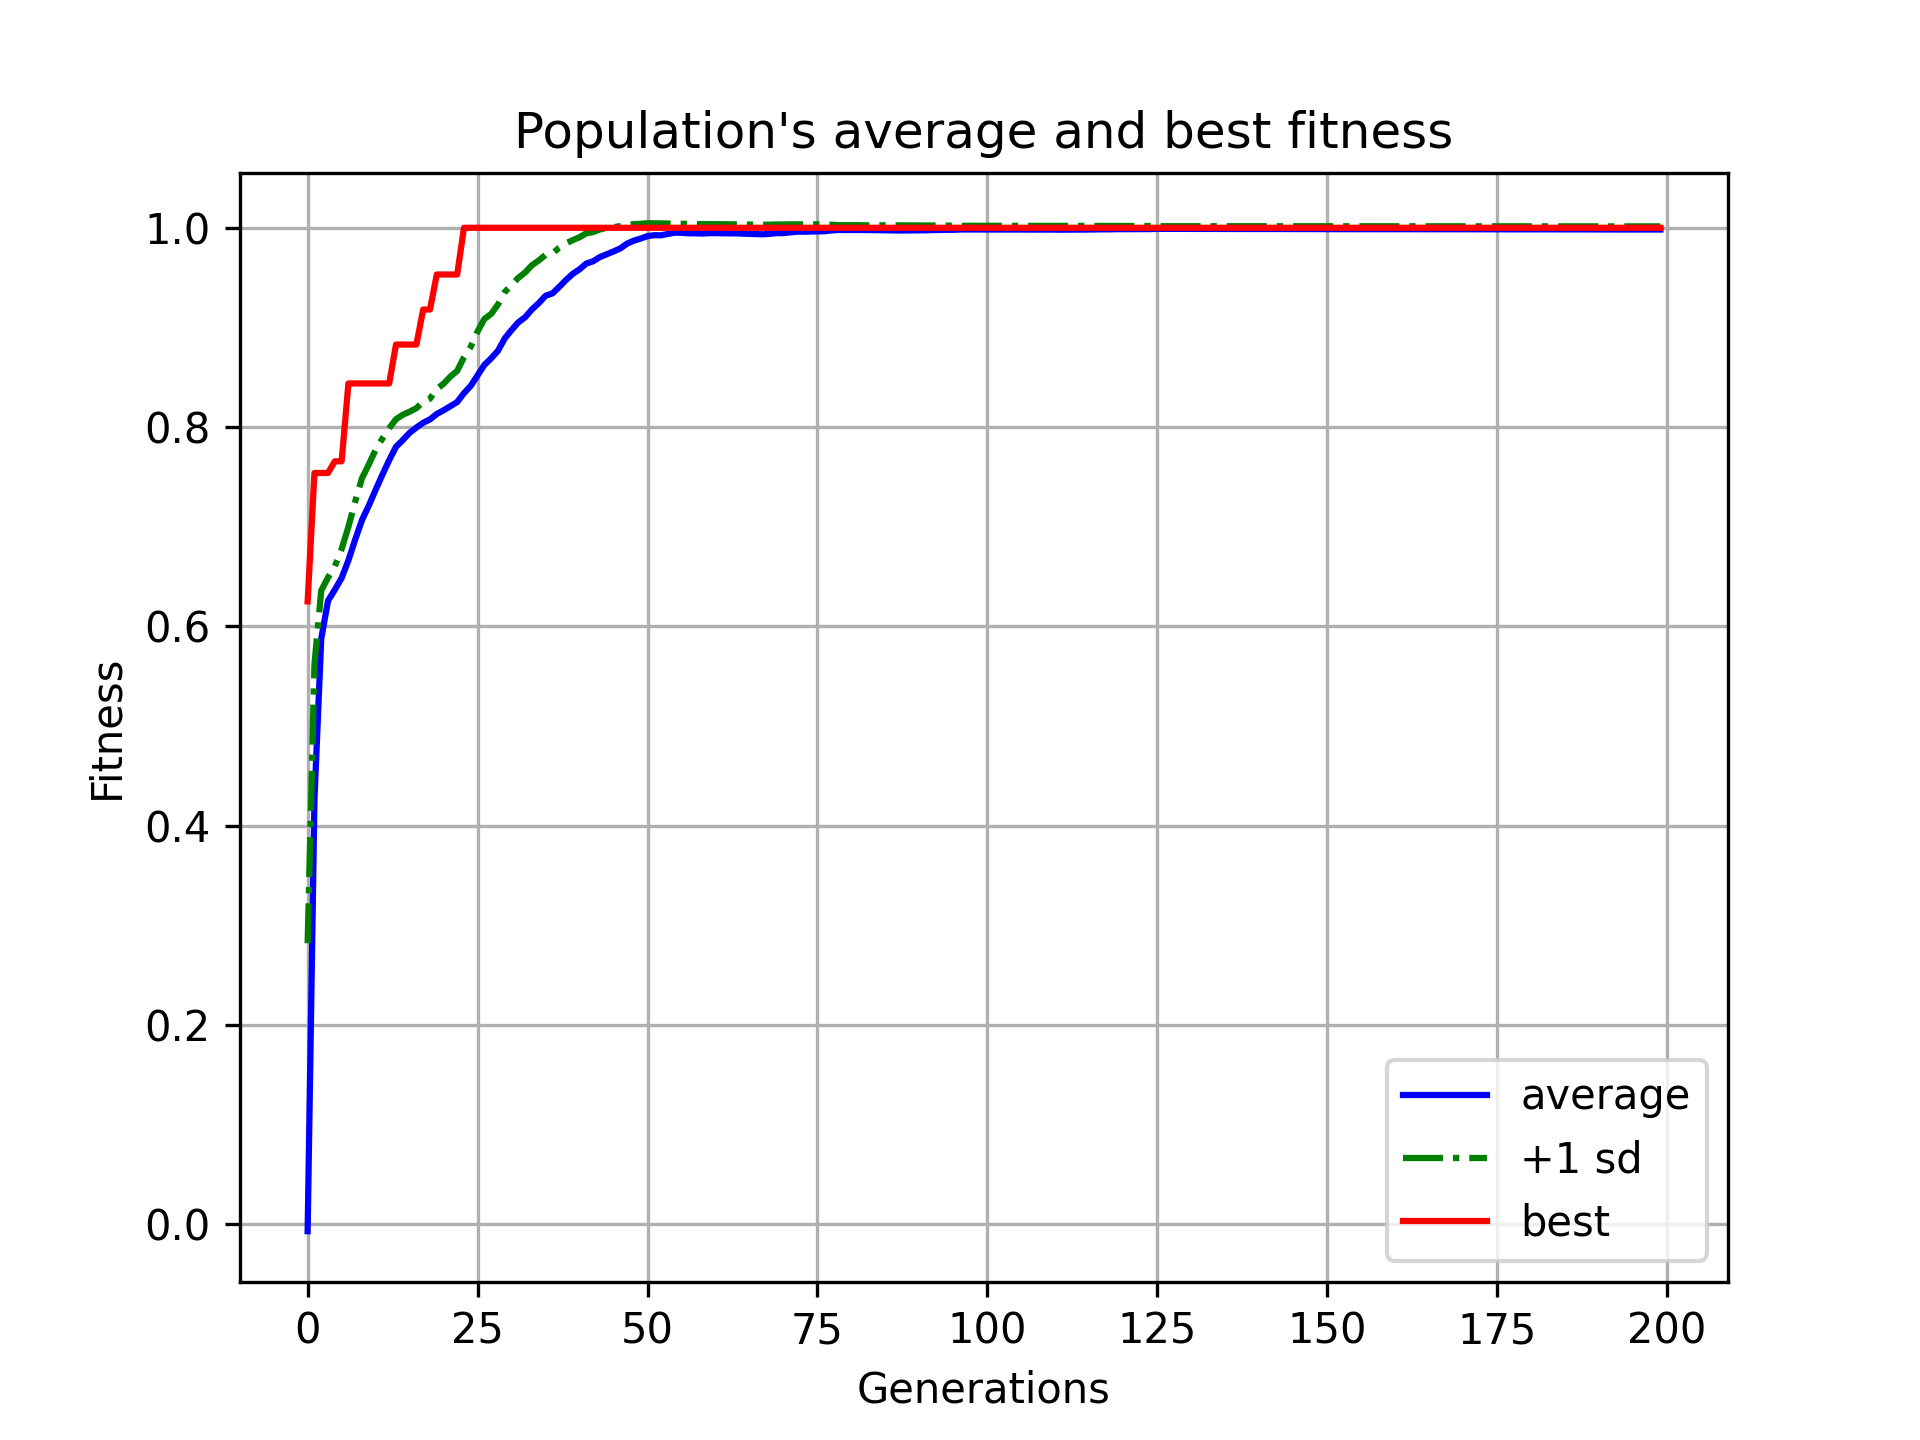 Population's average and best fitness
Fitness
1.0
0.8
0.6
0.4
0.2
0.0
average
+1 sd
best
0 25 50 75 100 125 150 175 200
Generations